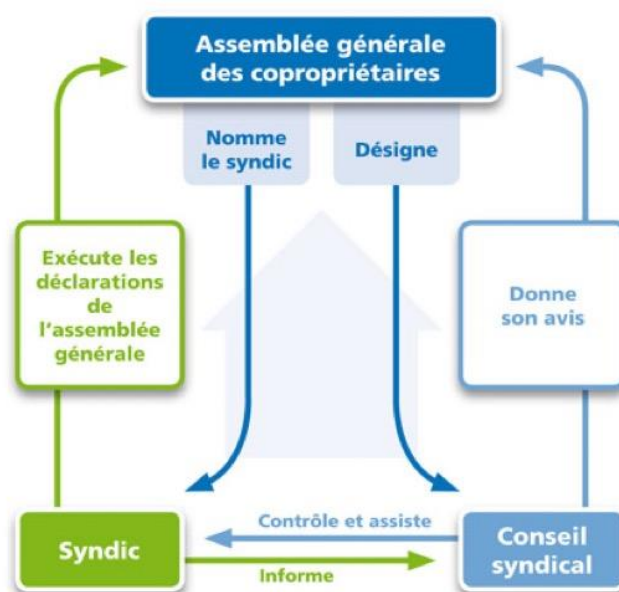 Assemblée générale
des copropriétaires
Nomme
le syndic
Désigne
Exécute les
déclarations
de
l'assemblée
générale
Donne
son avis
Contrôle et assiste
Syndic
Informe
Conseil
syndical